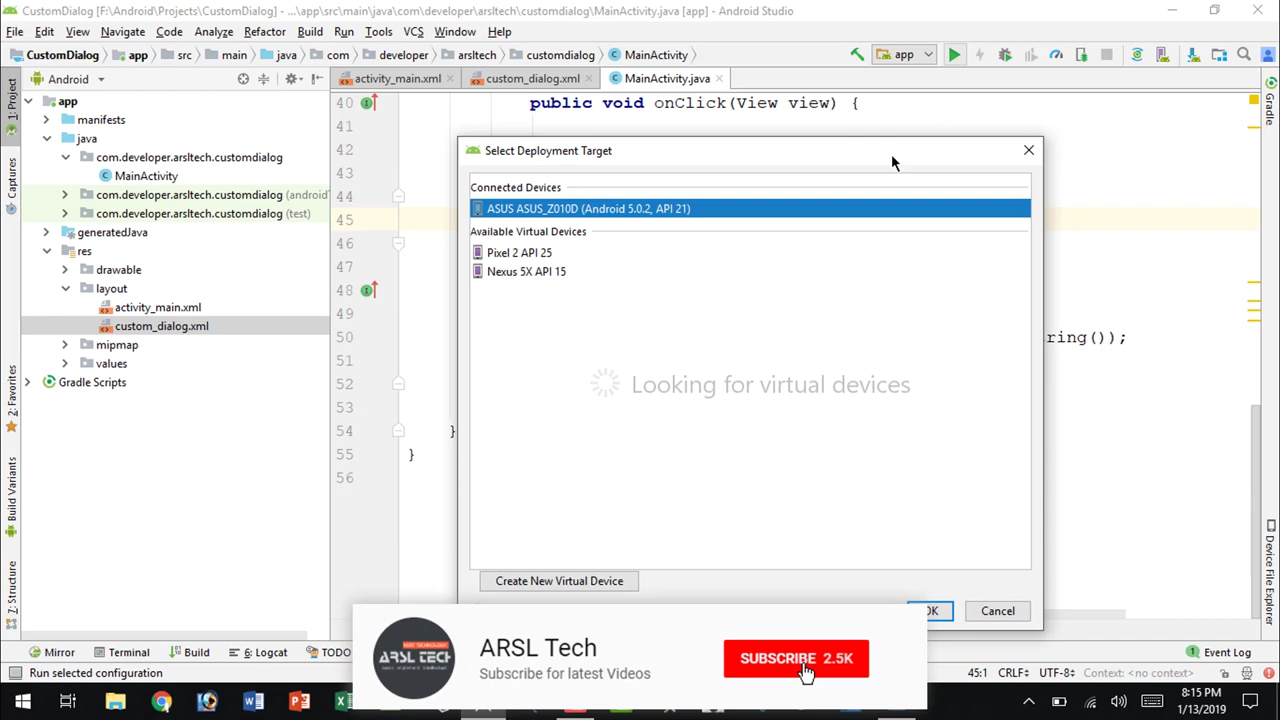 CustomDialog [F:\Android\Projects\CustomDialog] - ...\app\src\main\java\com\developer\arsltech\customdialog\MainActivity.java [app] - Android Studio
File Edit View Navigate Code Analyze Refactor Build Run Tools VCS Window Help
CustomDialog app src main java com developer arsltech customdialog MainActivity app
Android activity_main.xml custom_dialog.xml MainActivity.java
1: Project
Captures
2: Favorites
Build Variants
7: Structure
app
manifests
java
com.developer.arsltech.customdialog
MainActivity
com.developer.arsltech.customdialog (android
com.developer.arsltech.customdialog (test)
generatedJava
res
drawable
layout
activity_main.xml
custom_dialog.xml
mipmap
values
Gradle Scripts
40 public void onClick(View view) {
41
42
43
44
45
46
47
48
49
50 ring());
51
52
53
54 }
55 }
56
Select Deployment Target
Connected Devices
ASUS ASUS_Z010D (Android 5.0.2, API 21)
Available Virtual Devices
Pixel 2 API 25
Nexus 5X API 15
Looking for virtual devices
Create New Virtual Device
OK Cancel
Gradle
Device File Explorer
ARSL TECH
ARSL Tech
Subscribe for latest Videos
SUBSCRIBE 2.5K
Mirror Terminal Build 6: Logcat TODO Event Log
Run selected configuration 45:1 CRLF÷ UTF-8÷ Context: <no context>
8:15 PM
1/13/2019